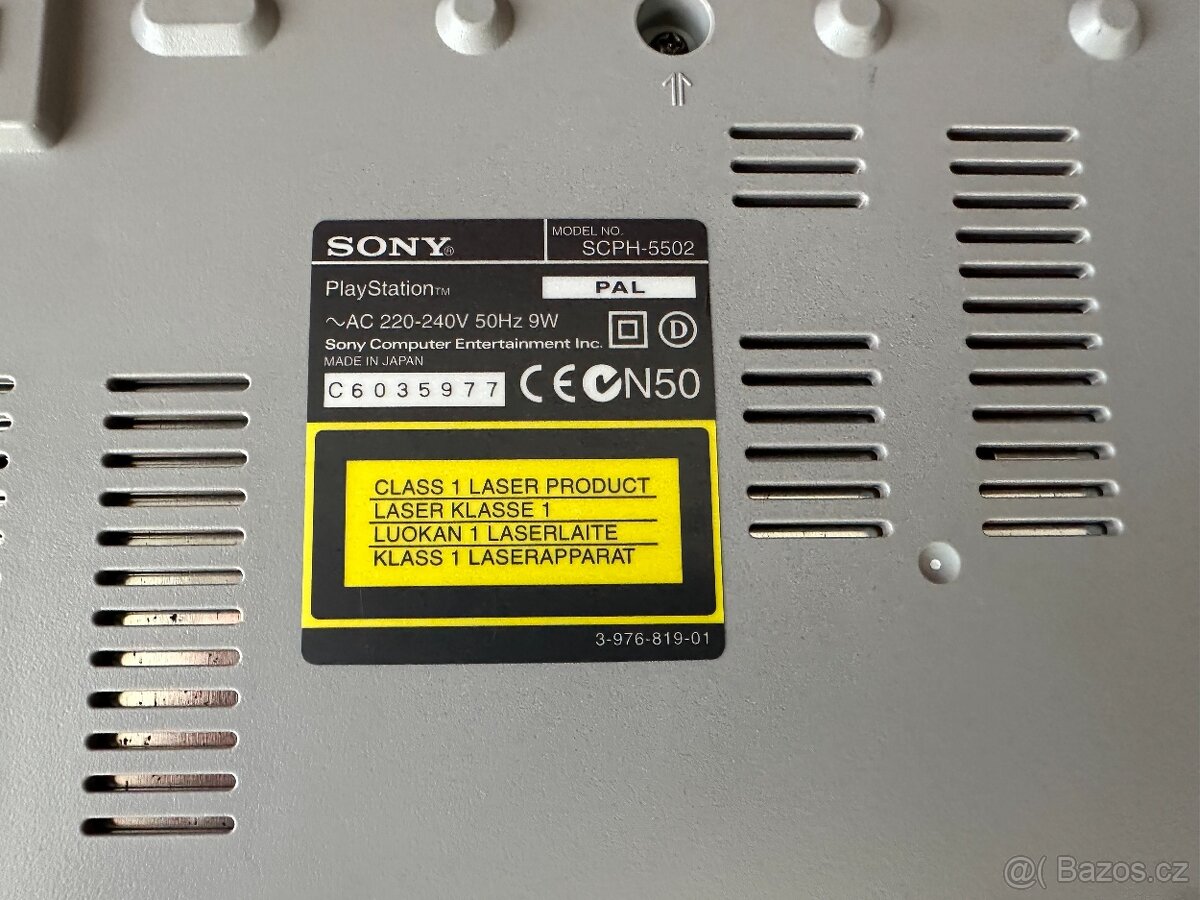 SONY®
MODEL NO.
SCPH-5502
PlayStation™
PAL
~AC 220-240V 50Hz 9W
D
Sony Computer Entertainment Inc.
MADE IN JAPAN
C6035977
CE N50
CLASS 1 LASER PRODUCT
LASER KLASSE 1
LUOKAN 1 LASERLAITE
KLASS 1 LASERAPPARAT
3-976-819-01
@( Bazos.cz